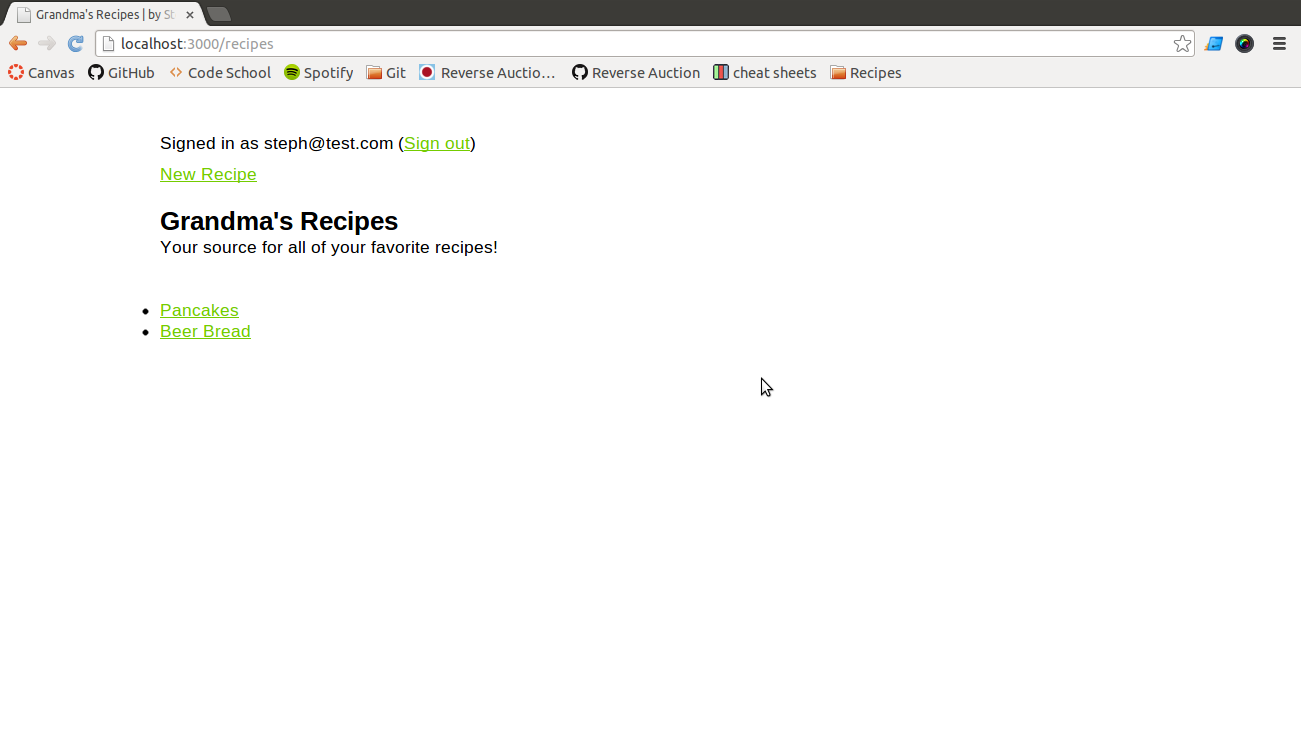 Grandma's Recipes | by St
localhost:3000/recipes
Canvas GitHub Code School Spotify Git Reverse Auctio... Reverse Auction cheat sheets Recipes
Signed in as steph@test.com (Sign out)
New Recipe
Grandma's Recipes
Your source for all of your favorite recipes!
Pancakes
Beer Bread